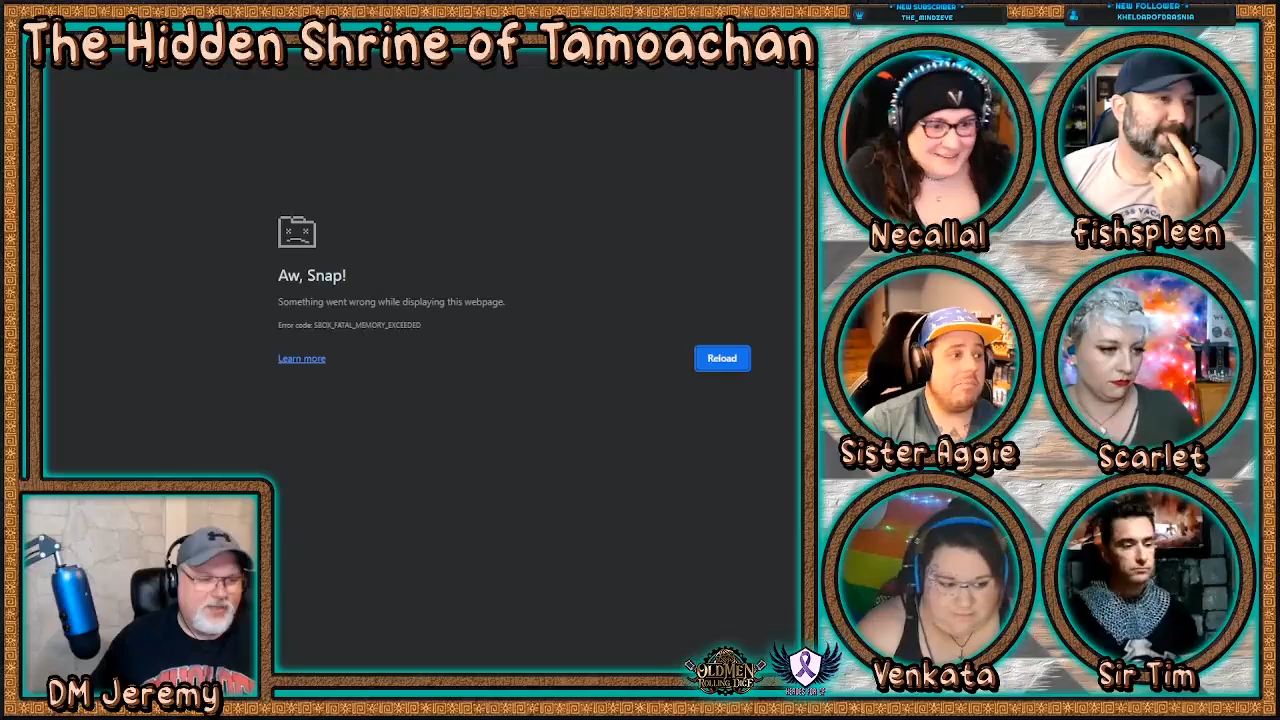 NEW SUBSCRIBER
THE_MINDZEYE
NEW FOLLOWER
KHELDAROFDRASNIA
The Hidden Shrine of Tamoachan
Aw, Snap!
Something went wrong while displaying this webpage.
Error code: SBOX_FATAL_MEMORY_EXCEEDED
Learn more
Reload
Necallal
Fishspleen
Sister Aggie
Scarlet
Venkata
Sir Tim
DM Jeremy
OLD MEN
ROLLING DICE